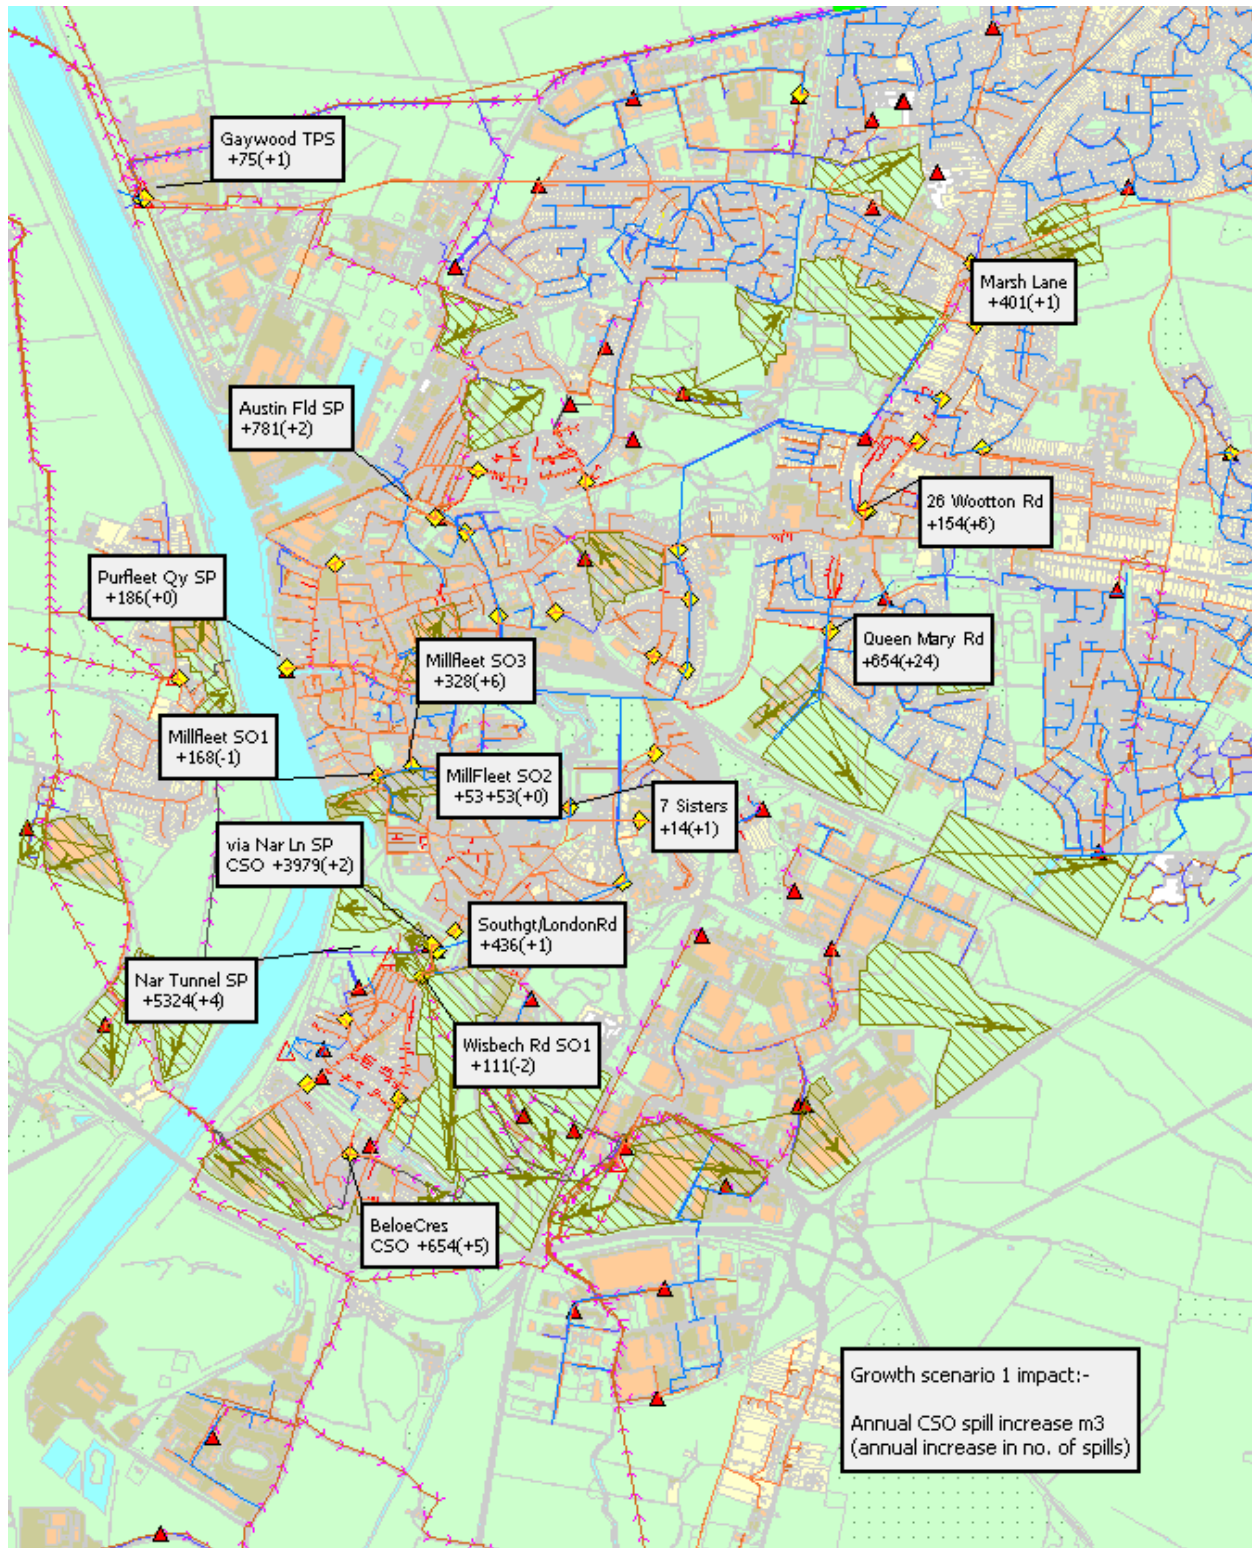 Gaywood TPS
+75(+1)
Marsh Lane
+401(+1)
Austin Fld SP
+781(+2)
26 Wootton Rd
+154(+6)
Purfleet Qy SP
+186(+0)
Queen Mary Rd
+654(+24)
Millfleet SO3
+328(+6)
Millfleet SO1
+168(-1)
MillFleet SO2
+53+53(+0)
7 Sisters
+14(+1)
via Nar Ln SP
CSO +3979(+2)
Southgt/LondonRd
+436(+1)
Nar Tunnel SP
+5324(+4)
Wisbech Rd SO1
+111(-2)
BeloeCres
CSO +654(+5)
Growth scenario 1 impact:-
Annual CSO spill increase m3
(annual increase in no. of spills)